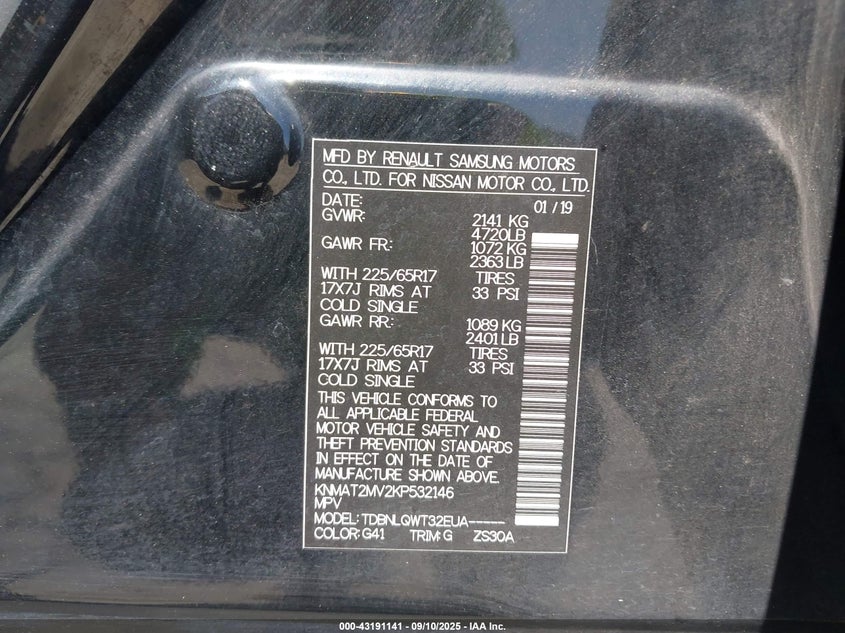 MFD BY RENAULT SAMSUNG MOTORS
CO., LTD. FOR NISSAN MOTOR CO., LTD.
DATE: 01 / 19
GVWR: 2141 KG
4720LB
GAWR FR: 1072 KG
2363 LB
WITH 225/65R17 TIRES
17X7J RIMS AT 33 PSI
COLD SINGLE
GAWR RR: 1089 KG
2401 LB
WITH 225/65R17 TIRES
17X7J RIMS AT 33 PSI
COLD SINGLE
THIS VEHICLE CONFORMS TO
ALL APPLICABLE FEDERAL
MOTOR VEHICLE SAFETY AND
THEFT PREVENTION STANDARDS
IN EFFECT ON THE DATE OF
MANUFACTURE SHOWN ABOVE.
KNMAT2MV2KP532146
MPV
MODEL: TDBNLQWT32EUA-----
COLOR: G41 TRIM: G ZS30A
000-43191141 - 09/10/2025 - IAA Inc.